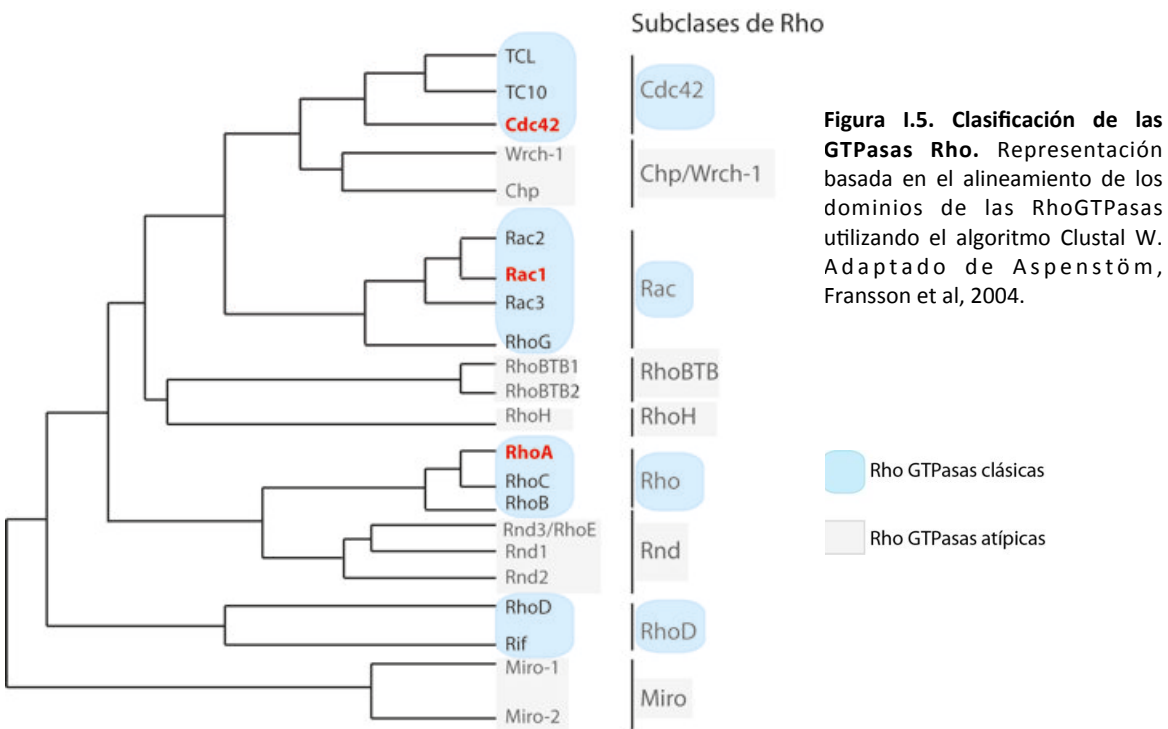 Subclases de Rho
TCL
TC10
Cdc42
Cdc42
Wrch-1
Chp
Chp/Wrch-1
Rac2
Rac1
Rac3
RhoG
Rac
RhoBTB1
RhoBTB2
RhoBTB
RhoH
RhoH
RhoA
RhoC
RhoB
Rho
Rnd3/RhoE
Rnd1
Rnd2
Rnd
RhoD
Rif
RhoD
Miro-1
Miro-2
Miro
Figura I.5. Clasificación de las
GTPasas Rho. Representación
basada en el alineamiento de los
dominios de las RhoGTPasas
utilizando el algoritmo Clustal W.
Adaptado de Aspenstöm,
Fransson et al, 2004.
Rho GTPasas clásicas
Rho GTPasas atípicas